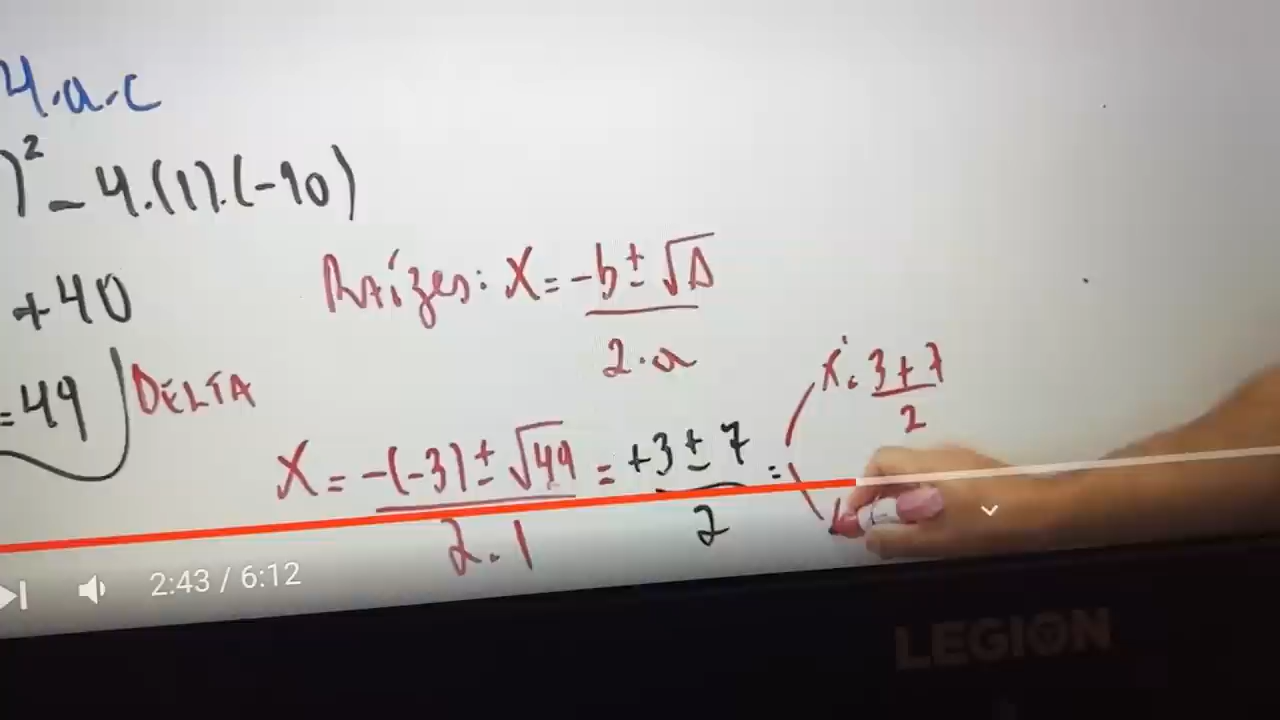 4.a.c
)² - 4.(1).(-10)
+40
=49 DELTA
Raízes: X = -b ± √Δ
2.a
X = -(-3) ± √49 = +3 ± 7 =
2.1
2
x' = 3 + 7
2
2:43 / 6:12
LEGION